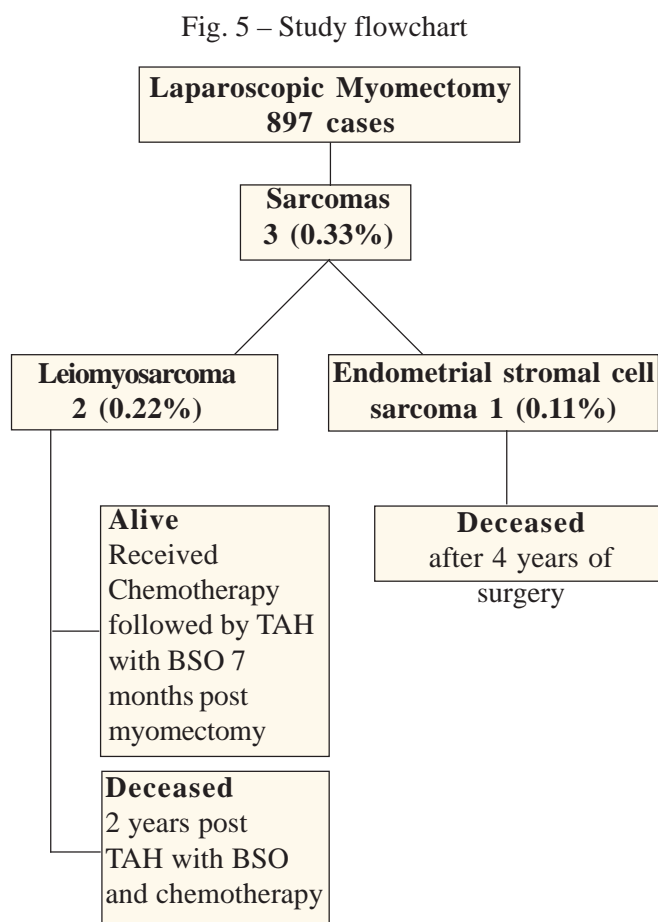 Fig. 5 – Study flowchart
Laparoscopic Myomectomy
897 cases
Sarcomas
3 (0.33%)
Leiomyosarcoma
2 (0.22%)
Endometrial stromal cell
sarcoma 1 (0.11%)
Alive
Received
Chemotherapy
followed by TAH
with BSO 7
months post
myomectomy
Deceased
after 4 years of
surgery
Deceased
2 years post
TAH with BSO
and chemotherapy